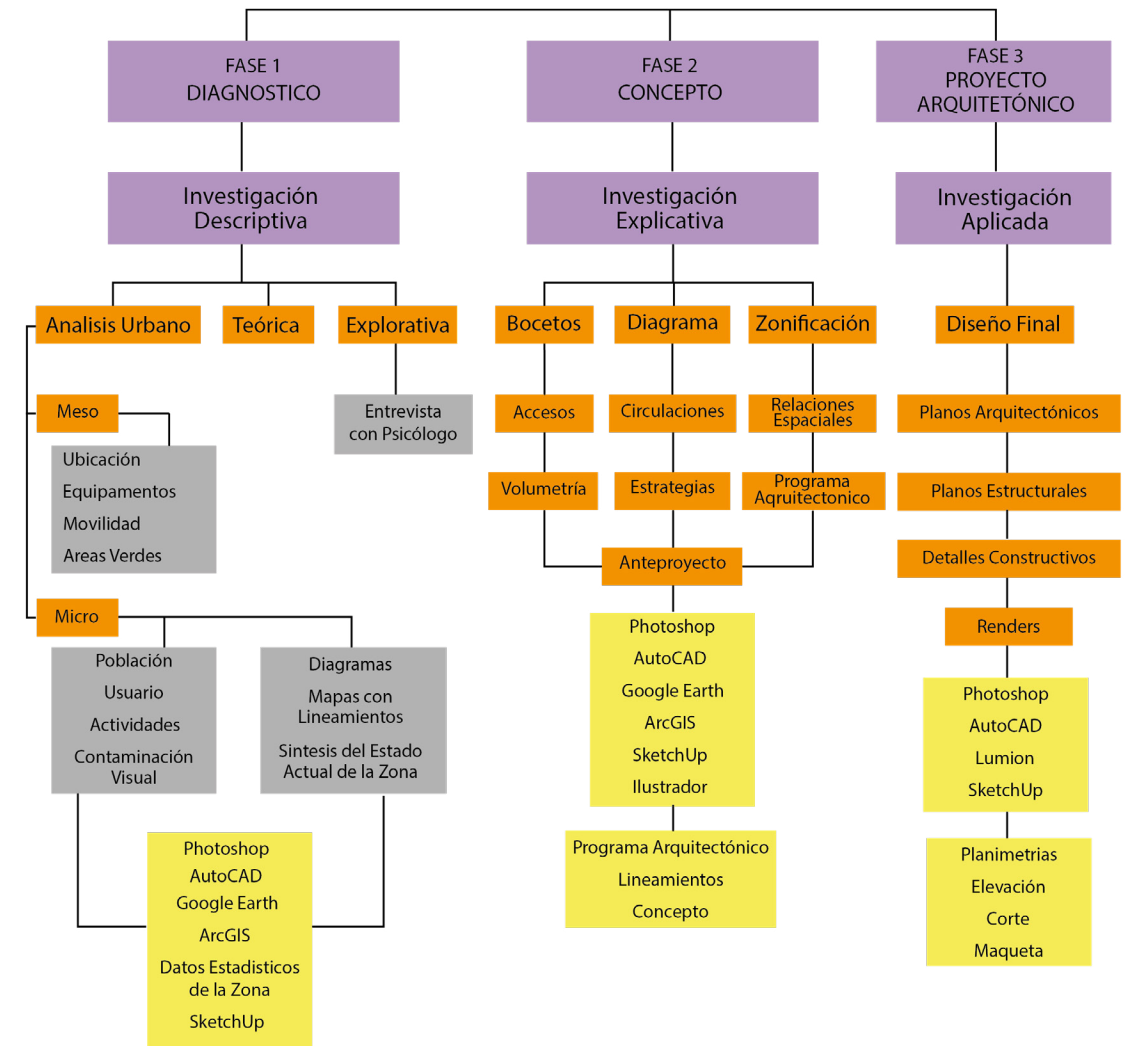 FASE 1
DIAGNOSTICO
Investigación
Descriptiva
Analisis Urbano
Teórica
Explorativa
Entrevista
con Psicólogo
Meso
Ubicación
Equipamentos
Movilidad
Areas Verdes
Micro
Población
Usuario
Actividades
Contaminación
Visual
Diagramas
Mapas con
Lineamientos
Sintesis del Estado
Actual de la Zona
Photoshop
AutoCAD
Google Earth
ArcGIS
Datos Estadisticos
de la Zona
SketchUp
FASE 2
CONCEPTO
Investigación
Explicativa
Bocetos
Diagrama
Zonificación
Accesos
Circulaciones
Relaciones
Espaciales
Volumetría
Estrategias
Programa
Aqruitectonico
Anteproyecto
Photoshop
AutoCAD
Google Earth
ArcGIS
SketchUp
Ilustrador
Programa Arquitectónico
Lineamientos
Concepto
FASE 3
PROYECTO
ARQUITETÓNICO
Investigación
Aplicada
Diseño Final
Planos Arquitectónicos
Planos Estructurales
Detalles Constructivos
Renders
Photoshop
AutoCAD
Lumion
SketchUp
Planimetrias
Elevación
Corte
Maqueta